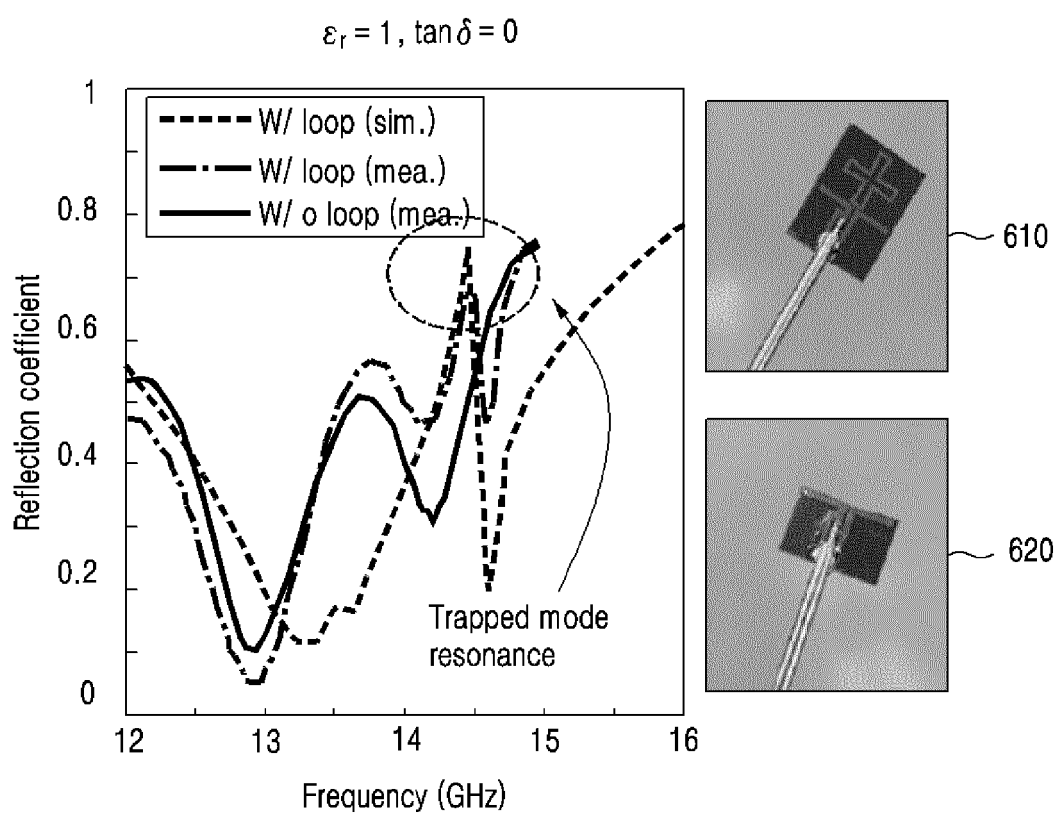 εr = 1 , tan δ = 0
W/ loop (sim.)
W/ loop (mea.)
W/ o loop (mea.)
1
0.8
0.6
0.4
0.2
0
Reflection coefficient
12
13
14
15
16
Frequency (GHz)
Trapped mode
resonance
610
620